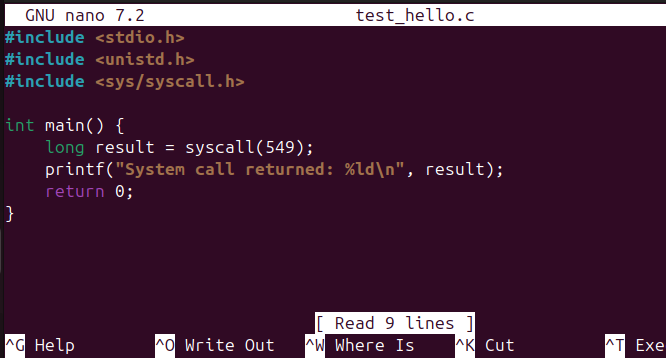 GNU nano 7.2 test_hello.c
#include <stdio.h>
#include <unistd.h>
#include <sys/syscall.h>
int main() {
    long result = syscall(549);
    printf("System call returned: %ld\n", result);
    return 0;
}
[ Read 9 lines ]
^G Help ^O Write Out ^W Where Is ^K Cut ^T Exe